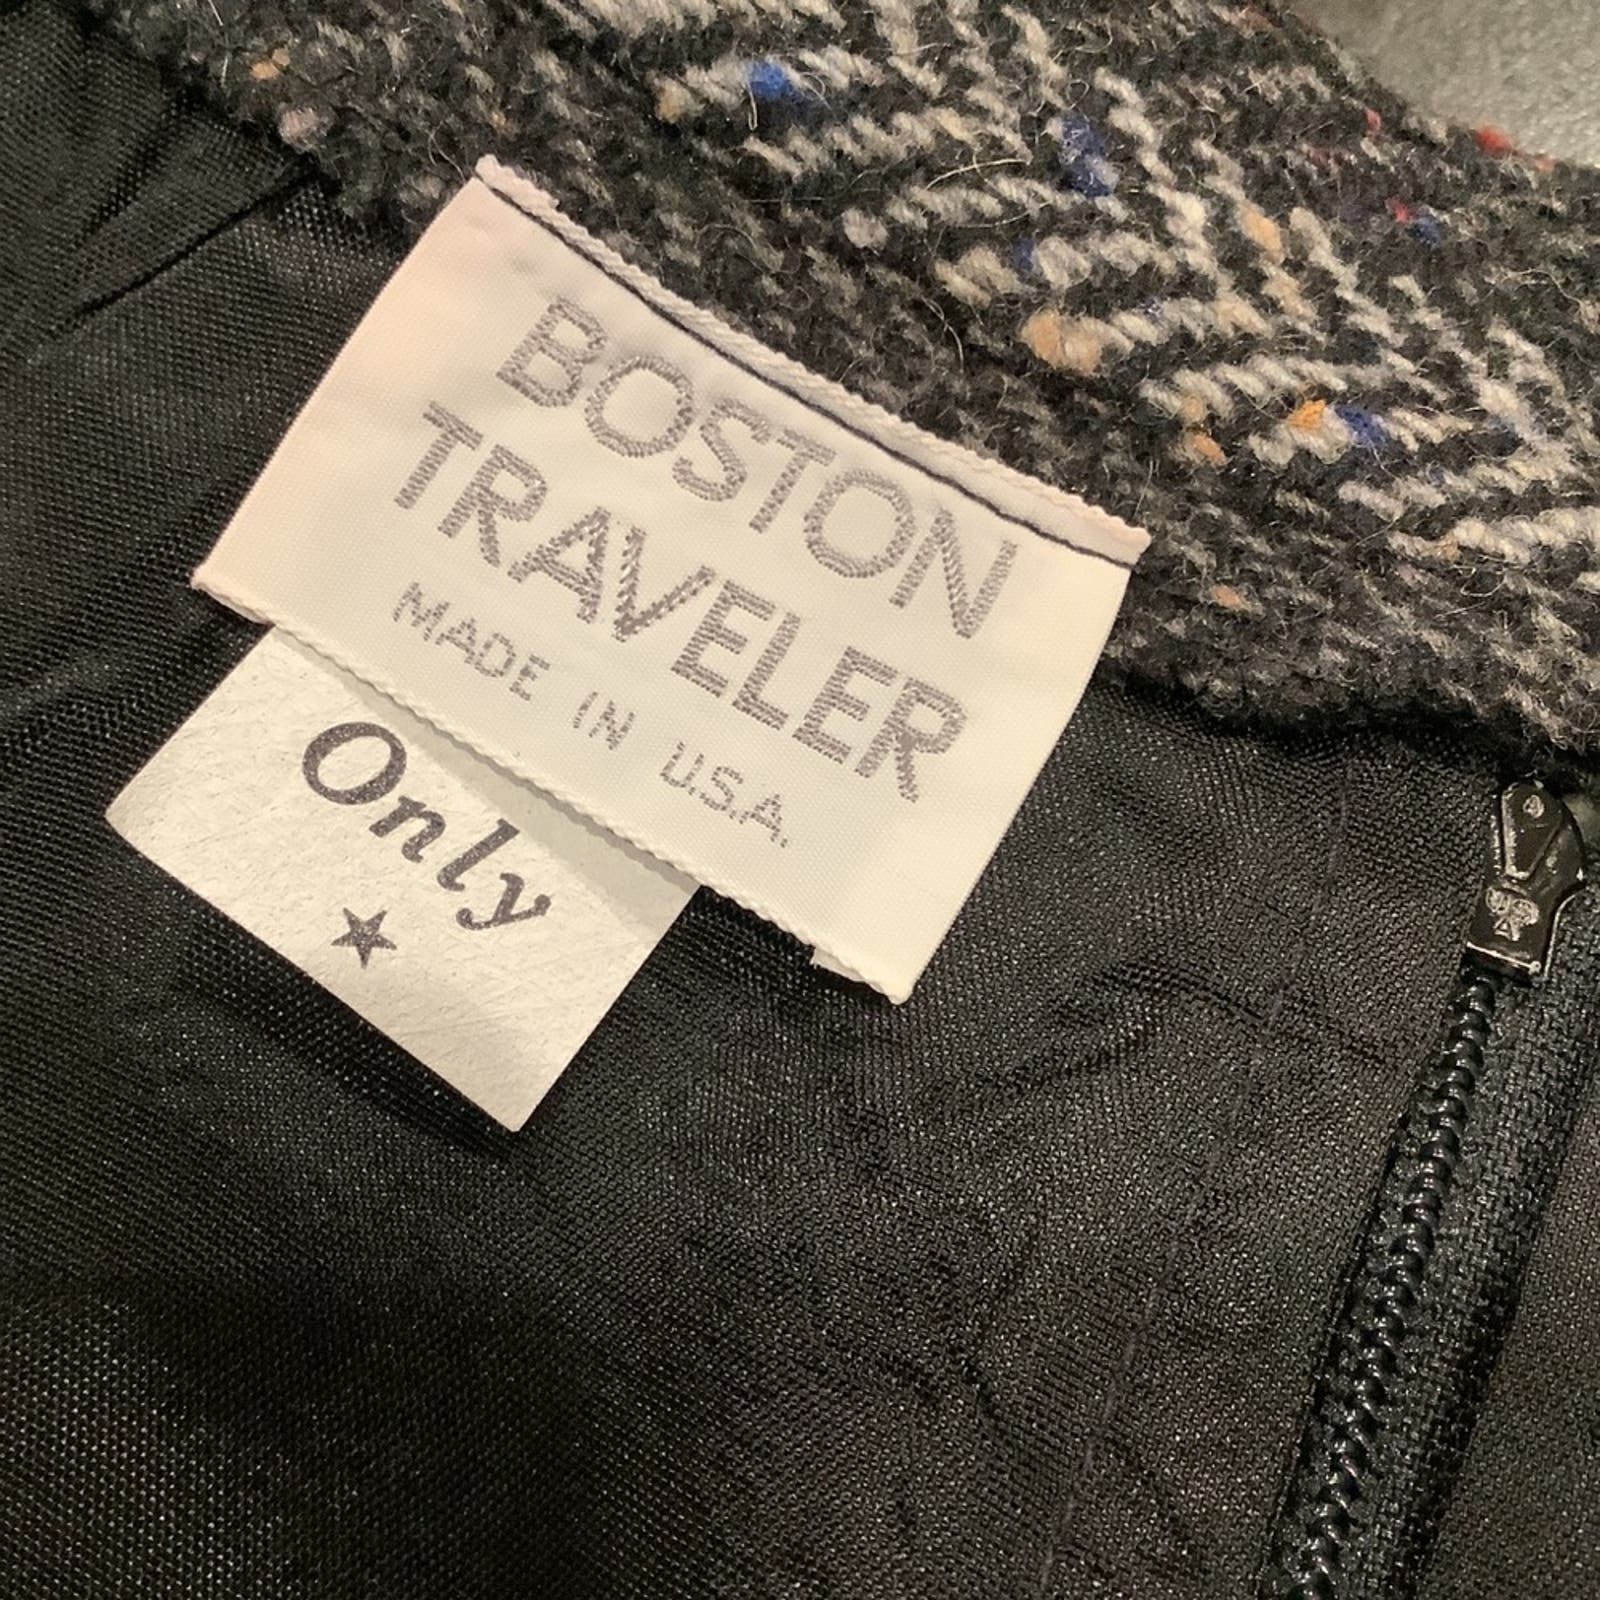 BOSTON
TRAVELER
MADE IN U.S.A.
Only